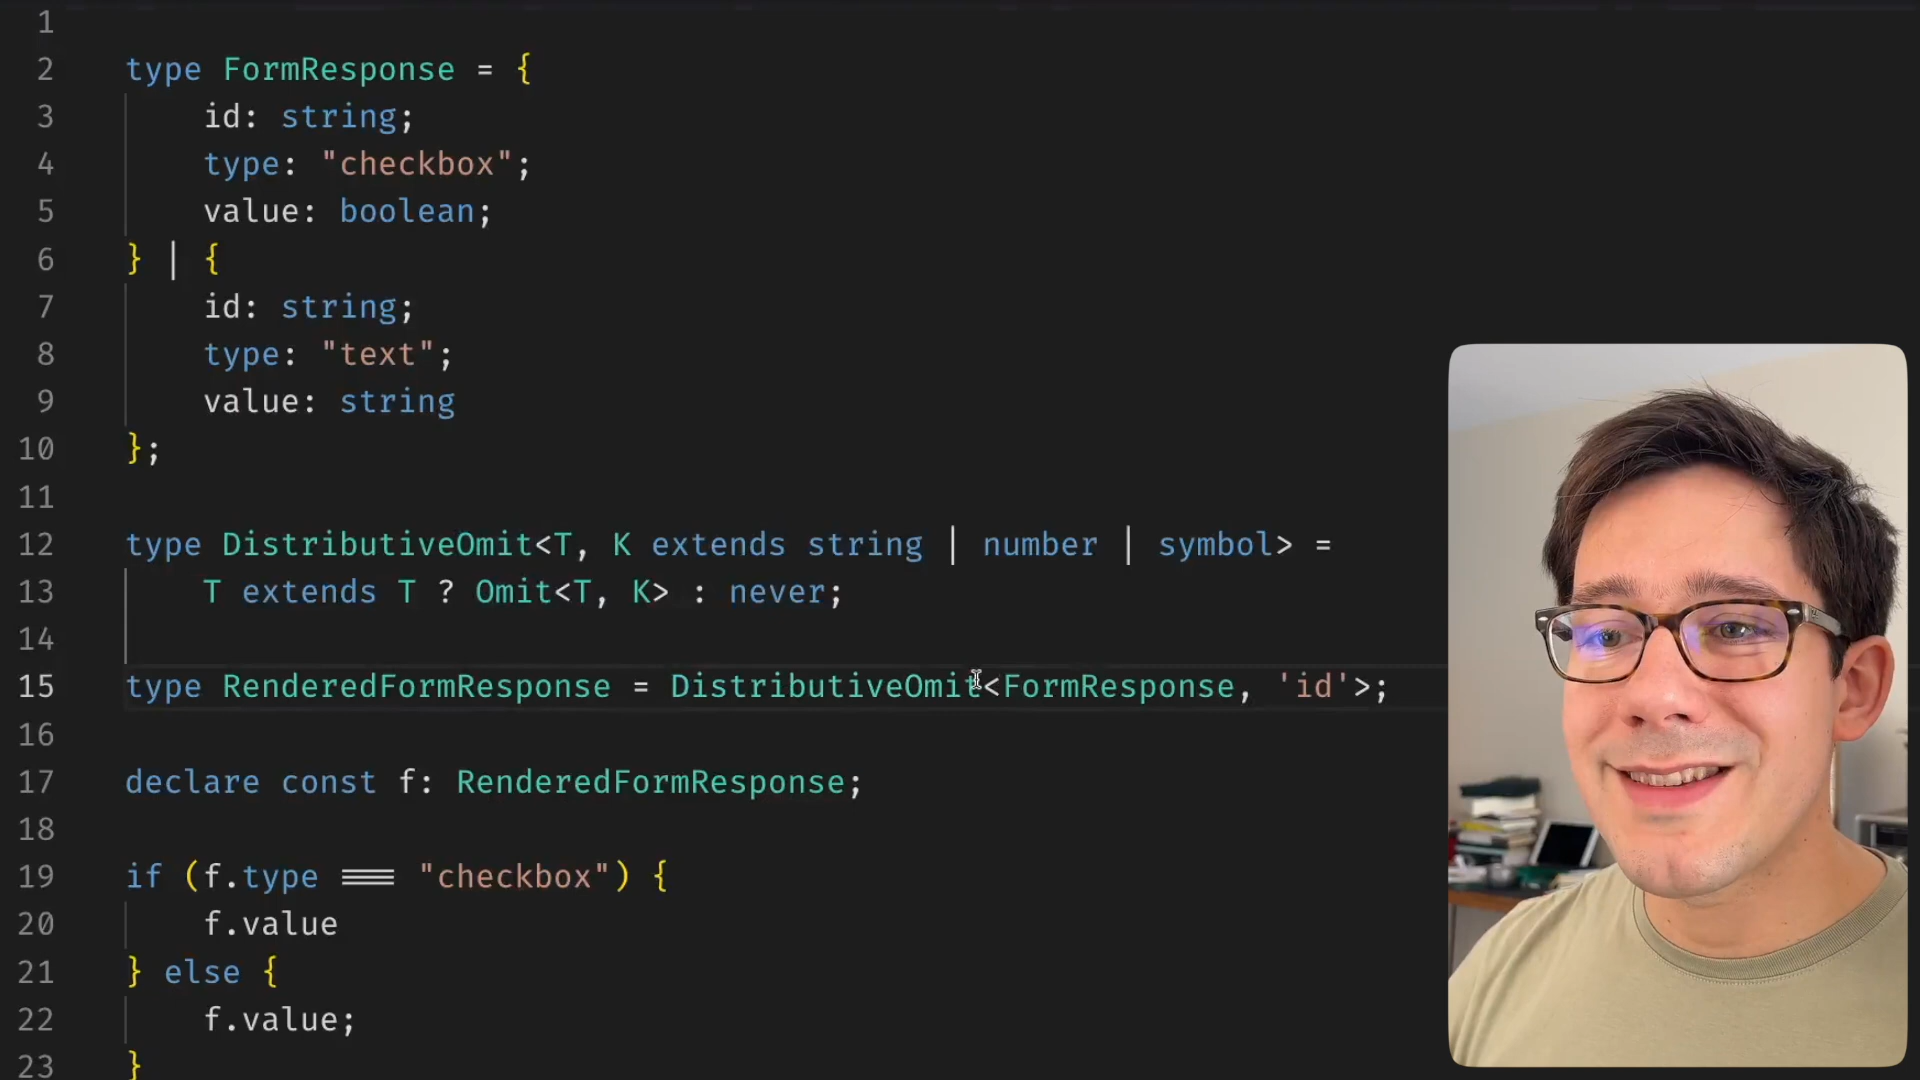 1
2 type FormResponse = {
3 id: string;
4 type: "checkbox";
5 value: boolean;
6 } | {
7 id: string;
8 type: "text";
9 value: string
10 };
11
12 type DistributiveOmit<T, K extends string | number | symbol> =
13 T extends T ? Omit<T, K> : never;
14
15 type RenderedFormResponse = DistributiveOmit<FormResponse, 'id'>;
16
17 declare const f: RenderedFormResponse;
18
19 if (f.type === "checkbox") {
20 f.value
21 } else {
22 f.value;
23 }